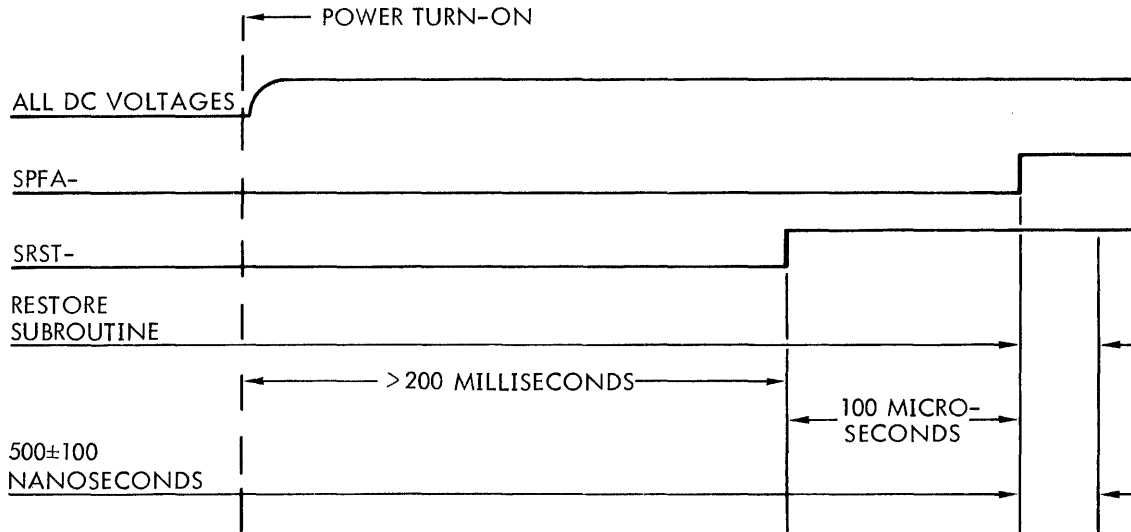 POWER TURN-ON
ALL DC VOLTAGES
SPFA-
SRST-
RESTORE
SUBROUTINE
>200 MILLISECONDS
100 MICRO-
SECONDS
500±100
NANOSECONDS